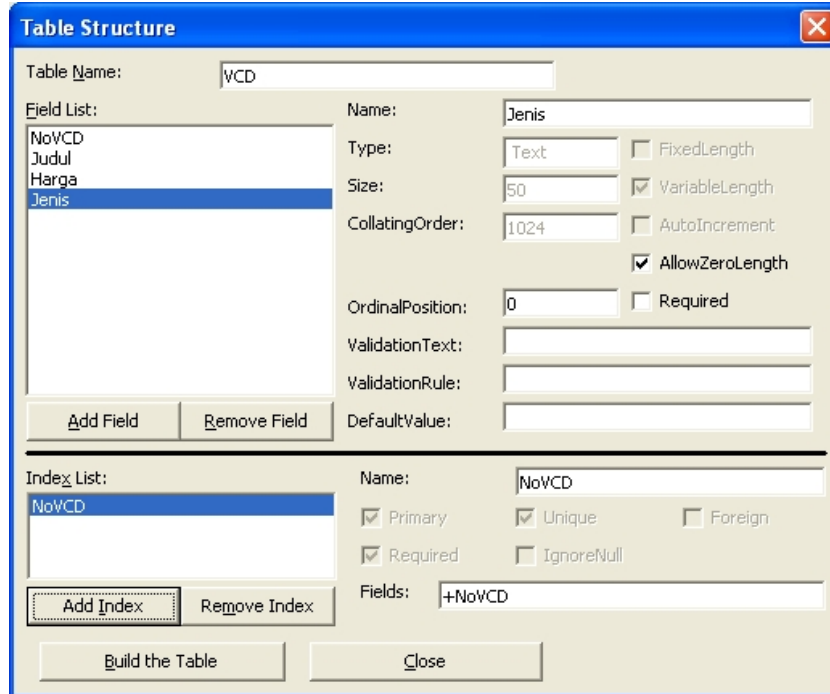 Table Structure
Table Name: VCD
Field List:
NoVCD
Judul
Harga
Jenis
Add Field Remove Field
Name: Jenis
Type: Text FixedLength
Size: 50 VariableLength
CollatingOrder: 1024 AutoIncrement
AllowZeroLength
OrdinalPosition: 0 Required
ValidationText:
ValidationRule:
DefaultValue:
Index List:
NoVCD
Add Index Remove Index
Name: NoVCD
Primary Unique Foreign
Required IgnoreNull
Fields: +NoVCD
Build the Table Close